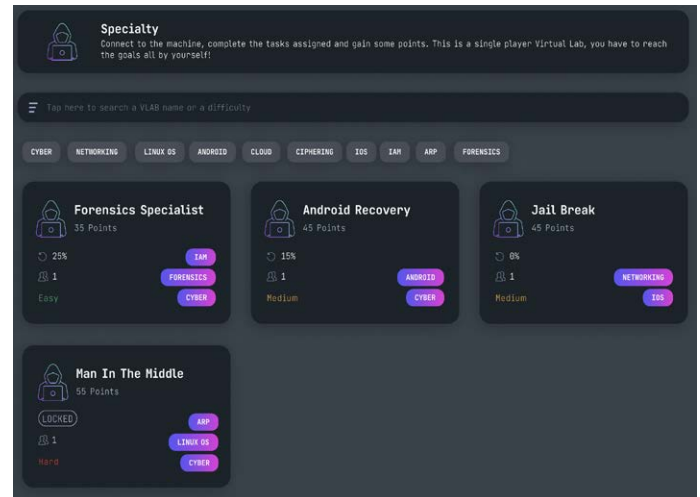 Specialty
Connect to the machine, complete the tasks assigned and gain some points. This is a single player Virtual Lab, you have to reach
the goals all by yourself!
Tap here to search a VLAB name or a difficulty
CYBER NETWORKING LINUX OS ANDROID CLOUD CIPHERING IOS IAM ARP FORENSICS
Forensics Specialist
35 Points
25% IAM
1 FORENSICS
Easy CYBER
Android Recovery
45 Points
15%
1 ANDROID
Medium CYBER
Jail Break
45 Points
0%
1 NETWORKING
Medium IOS
Man In The Middle
55 Points
LOCKED ARP
1 LINUX OS
Hard CYBER